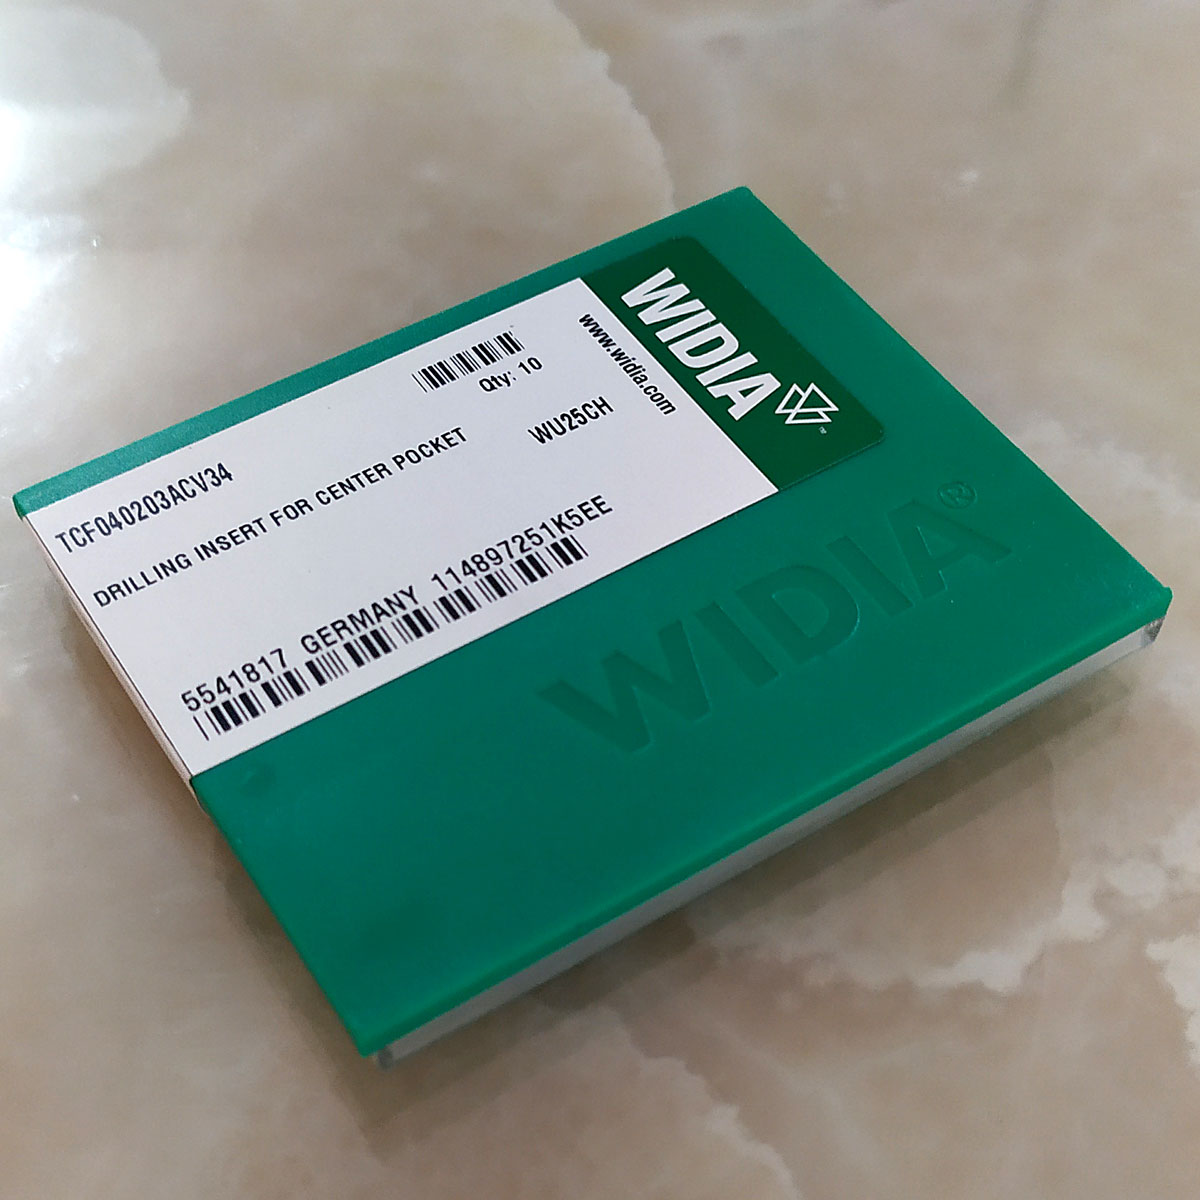 WIDIA
www.widia.com
Qty: 10
TCF040203ACV34
WU25CH
DRILLING INSERT FOR CENTER POCKET
5541817 GERMANY 114897251K5EE
WIDIA®